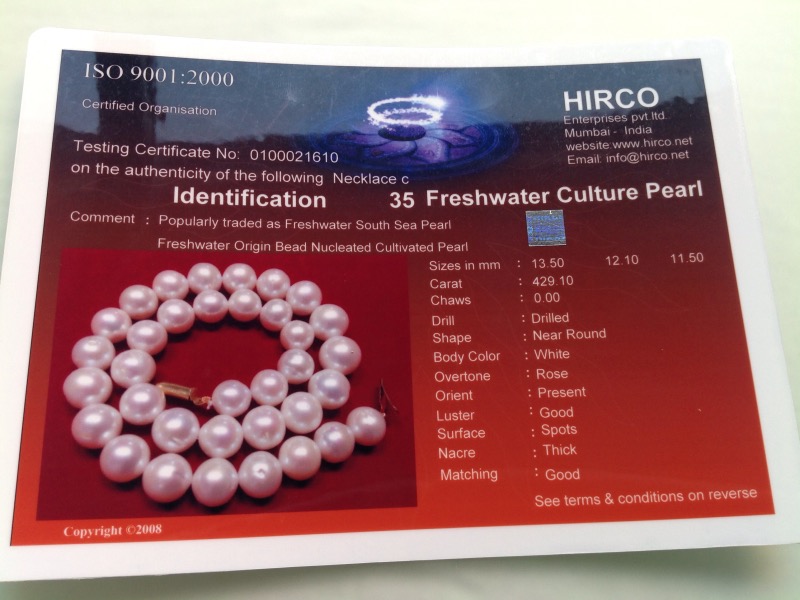 ISO 9001:2000
Certified Organisation
HIRCO
Enterprises pvt.ltd.
Mumbai - India
website:www.hirco.net
Email: info@hirco.net
Testing Certificate No: 0100021610
on the authenticity of the following Necklace c
Identification 35 Freshwater Culture Pearl
Comment : Popularly traded as Freshwater South Sea Pearl
Freshwater Origin Bead Nucleated Cultivated Pearl
Sizes in mm : 13.50 12.10 11.50
Carat : 429.10
Chaws : 0.00
Drill : Drilled
Shape : Near Round
Body Color : White
Overtone : Rose
Orient : Present
Luster : Good
Surface : Spots
Nacre : Thick
Matching : Good
See terms & conditions on reverse
Copyright ©2008